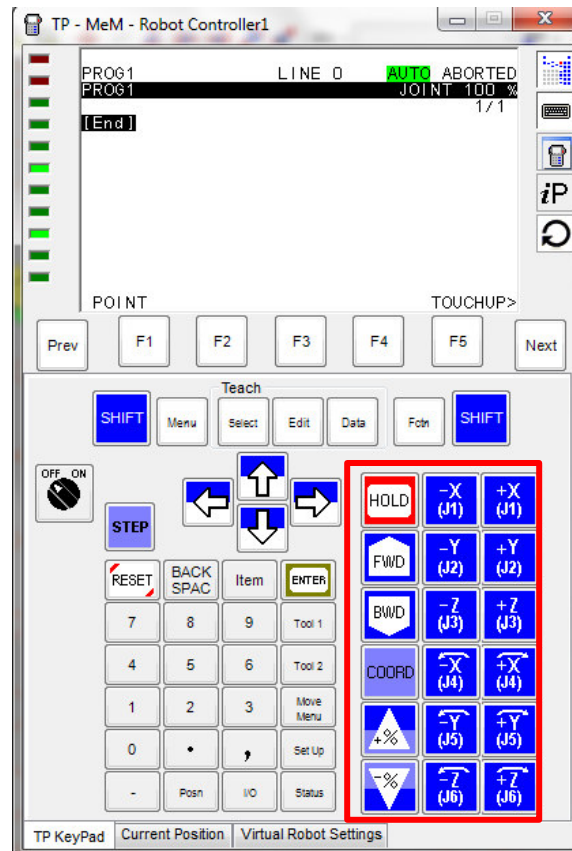 TP - MeM - Robot Controller1
PROG1 LINE 0 AUTO ABORTED
PROG1 JOINT 100 %
1/1
[End]
iP
POINT TOUCHUP>
Prev F1 F2 F3 F4 F5 Next
Teach
SHIFT Menu Select Edit Data Fctn SHIFT
OFF ON
STEP
HOLD -X (J1) +X (J1)
FWD -Y (J2) +Y (J2)
RESET BACK SPAC Item ENTER
BWD -Z (J3) +Z (J3)
7 8 9 Tool 1
4 5 6 Tool 2
COORD -X (J4) +X (J4)
1 2 3 Move Menu
+% -Y (J5) +Y (J5)
0 • , Set Up
- Posn I/O Status
-% -Z (J6) +Z (J6)
TP KeyPad Current Position Virtual Robot Settings